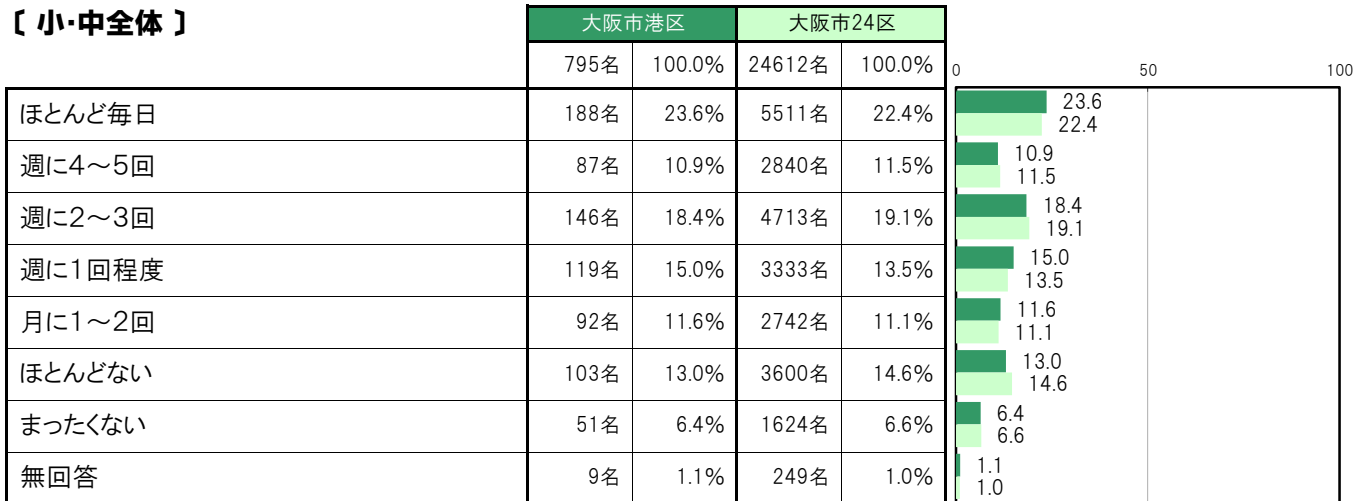 〔 小・中全体 〕
大阪市港区 大阪市24区
795名 100.0% 24612名 100.0%
0 50 100
ほとんど毎日 188名 23.6% 5511名 22.4% 23.6
22.4
週に4～5回 87名 10.9% 2840名 11.5% 10.9
11.5
週に2～3回 146名 18.4% 4713名 19.1% 18.4
19.1
週に1回程度 119名 15.0% 3333名 13.5% 15.0
13.5
月に1～2回 92名 11.6% 2742名 11.1% 11.6
11.1
ほとんどない 103名 13.0% 3600名 14.6% 13.0
14.6
まったくない 51名 6.4% 1624名 6.6% 6.4
6.6
無回答 9名 1.1% 249名 1.0% 1.1
1.0